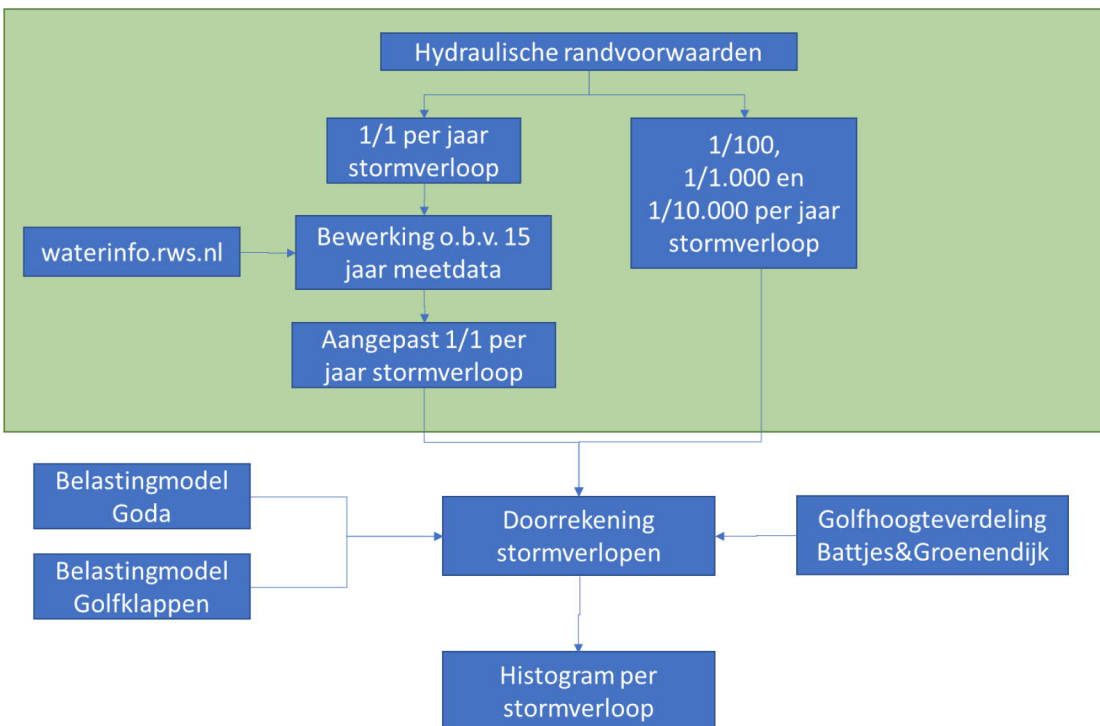 Hydraulische randvoorwaarden
1/1 per jaar
stormverloop
1/100,
1/1.000 en
1/10.000 per jaar
stormverloop
waterinfo.rws.nl
Bewerking o.b.v. 15
jaar meetdata
Aangepast 1/1 per
jaar stormverloop
Belastingmodel
Goda
Belastingmodel
Golfklappen
Doorrekening
stormverlopen
Golfhoogteverdeling
Battjes&Groenendijk
Histogram per
stormverloop